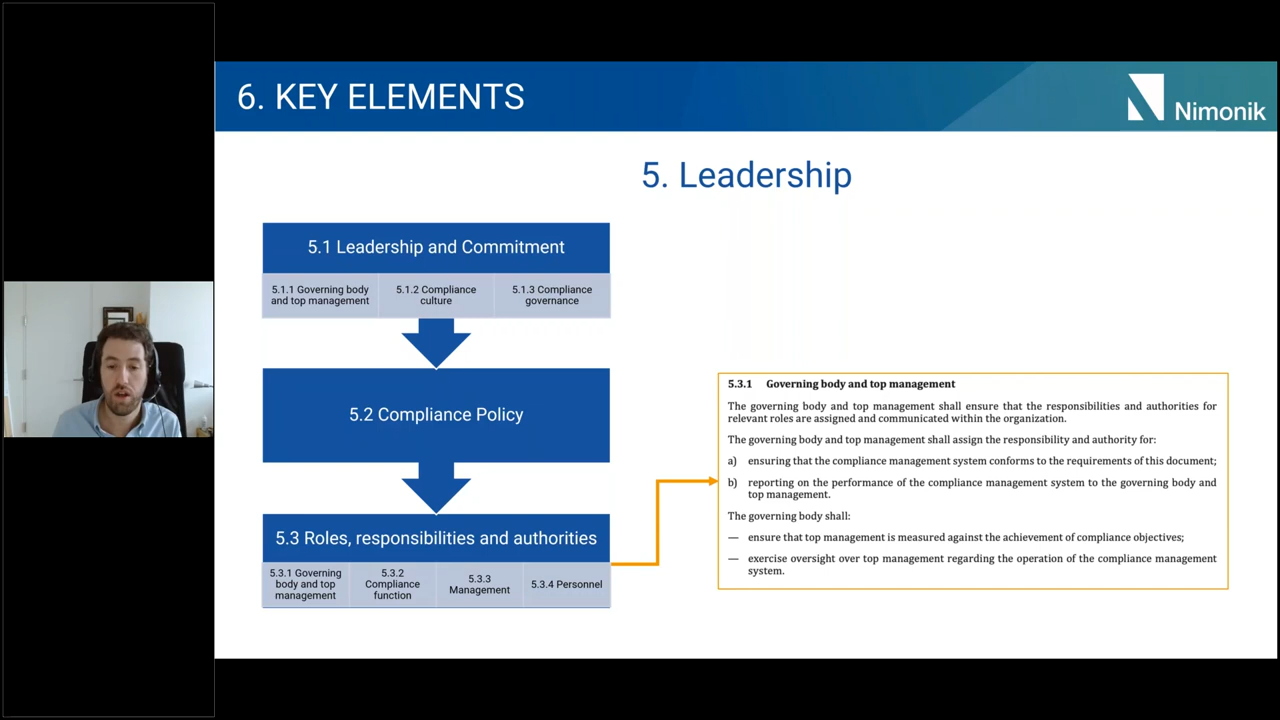 6. KEY ELEMENTS
Nimonik
5. Leadership
5.1 Leadership and Commitment
5.1.1 Governing body
and top management
5.1.2 Compliance
culture
5.1.3 Compliance
governance
5.2 Compliance Policy
5.3 Roles, responsibilities and authorities
5.3.1 Governing
body and top
management
5.3.2
Compliance
function
5.3.3
Management
5.3.4 Personnel
5.3.1 Governing body and top management
The governing body and top management shall ensure that the responsibilities and authorities for
relevant roles are assigned and communicated within the organization.
The governing body and top management shall assign the responsibility and authority for:
a) ensuring that the compliance management system conforms to the requirements of this document;
b) reporting on the performance of the compliance management system to the governing body and
top management.
The governing body shall:
— ensure that top management is measured against the achievement of compliance objectives;
— exercise oversight over top management regarding the operation of the compliance management
system.